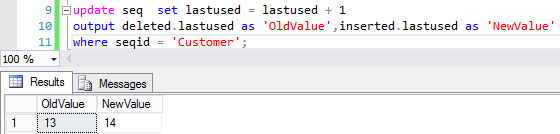 9 update seq set lastused = lastused + 1
10 output deleted.lastused as 'OldValue',inserted.lastused as 'NewValue'
11 where seqid = 'Customer';
100 %
Results Messages
OldValue NewValue
1 13 14